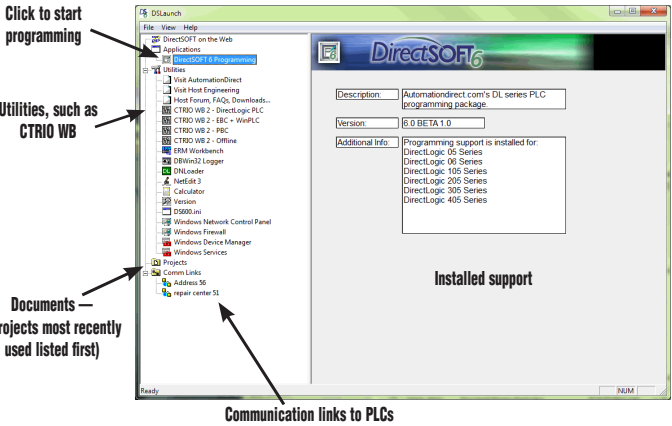 Click to start
programming
Utilities, such as
CTRIO WB
Documents —
rojects most recently
used listed first)
DSLaunch
File View Help
DirectSOFT on the Web
Applications
DirectSOFT 6 Programming
Utilities
Visit AutomationDirect
Visit Host Engineering
Host Forum, FAQs, Downloads...
CTRIO WB 2 - DirectLogic PLC
CTRIO WB 2 - EBC + WinPLC
CTRIO WB 2 - PBC
CTRIO WB 2 - Offline
ERM Workbench
DBWin32 Logger
DL DNLoader
NetEdit 3
Calculator
Version
DS600.ini
Windows Network Control Panel
Windows Firewall
Windows Device Manager
Windows Services
Projects
Comm Links
Address 56
repair center 51
DirectSOFT6
Description: Automationdirect.com's DL series PLC
programming package.
Version: 6.0 BETA 1.0
Additional Info: Programming support is installed for:
DirectLogic 05 Series
DirectLogic 06 Series
DirectLogic 105 Series
DirectLogic 205 Series
DirectLogic 305 Series
DirectLogic 405 Series
Installed support
Ready NUM
Communication links to PLCs